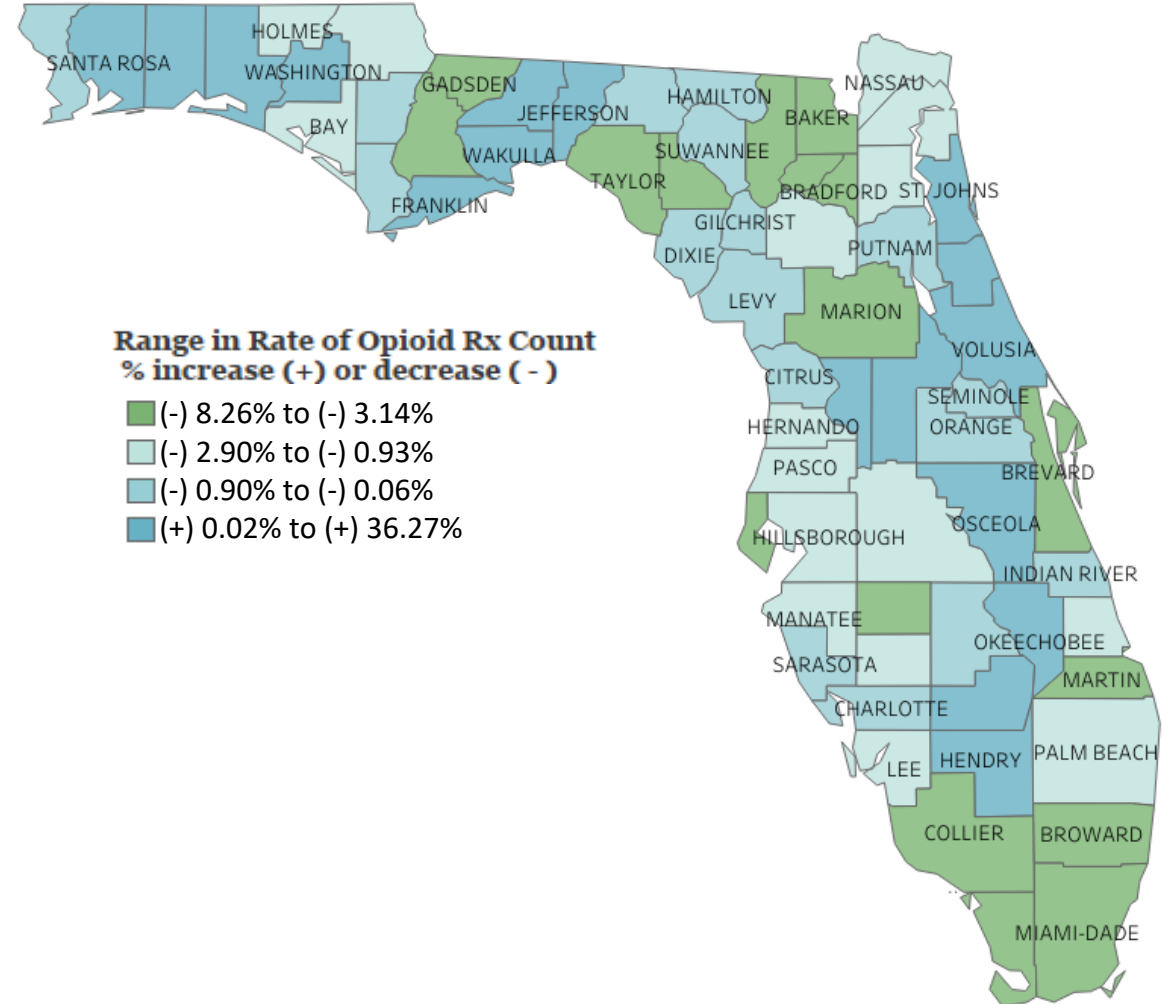 HOLMES
SANTA ROSA
WASHINGTON
GADSDEN
NASSAU
HAMILTON
JEFFERSON
BAKER
BAY
SUWANNEE
WAKULLA
TAYLOR
BRADFORD
ST. JOHNS
FRANKLIN
GILCHRIST
PUTNAM
DIXIE
LEVY
MARION
Range in Rate of Opioid Rx Count
% increase (+) or decrease ( - )
(-) 8.26% to (-) 3.14%
(-) 2.90% to (-) 0.93%
(-) 0.90% to (-) 0.06%
(+) 0.02% to (+) 36.27%
VOLUSIA
CITRUS
SEMINOLE
HERNANDO
ORANGE
PASCO
BREVARD
OSCEOLA
HILLSBOROUGH
INDIAN RIVER
MANATEE
OKEECHOBEE
SARASOTA
MARTIN
CHARLOTTE
PALM BEACH
HENDRY
LEE
COLLIER
BROWARD
MIAMI-DADE